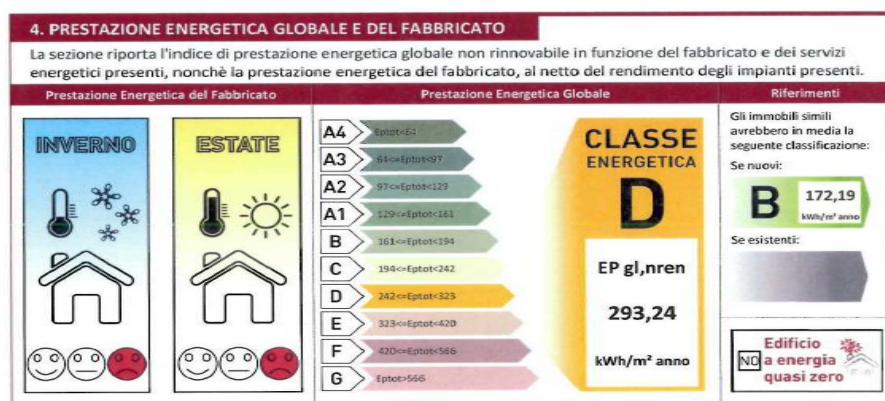 4. PRESTAZIONE ENERGETICA GLOBALE E DEL FABBRICATO
La sezione riporta l'indice di prestazione energetica globale non rinnovabile in funzione del fabbricato e dei servizi
energetici presenti, nonchè la prestazione energetica del fabbricato, al netto del rendimento degli impianti presenti.
Prestazione Energetica del Fabbricato
INVERNO
ESTATE
Prestazione Energetica Globale
A4 Eptot<64
A3 64<=Eptot<97
A2 97<=Eptot<129
A1 129<=Eptot<161
B 161<=Eptot<194
C 194<=Eptot<242
D 242<=Eptot<323
E 323<=Eptot<420
F 420<=Eptot<566
G Eptot>566
CLASSE
ENERGETICA
D
EP gl,nren
293,24
kWh/m² anno
Riferimenti
Gli immobili simili
avrebbero in media la
seguente classificazione:
Se nuovi:
B 172,19
kWh/m² anno
Se esistenti:
NO Edificio
a energia
quasi zero